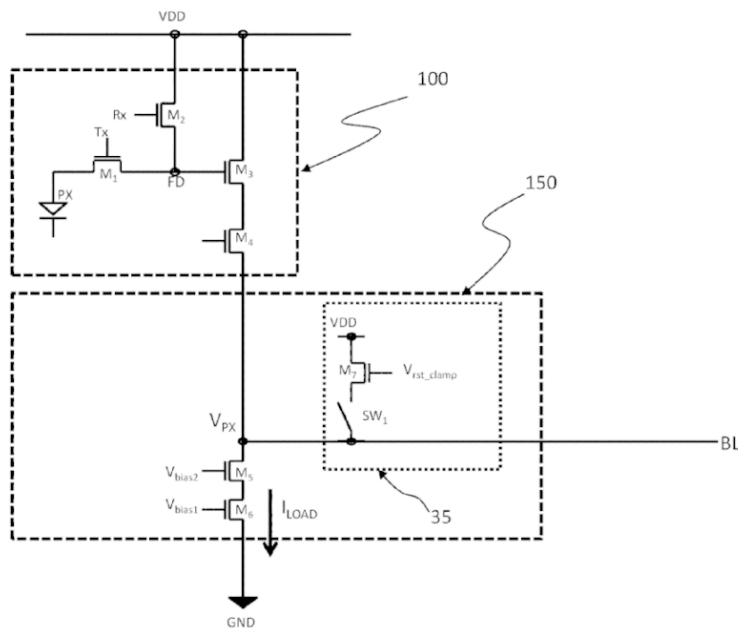 VDD
100
Rx
M2
Tx
M1
FD
M3
PX
M4
150
VDD
M7
Vrst_clamp
SW1
VPX
BL
Vbias2
M5
Vbias1
M6
ILOAD
35
GND